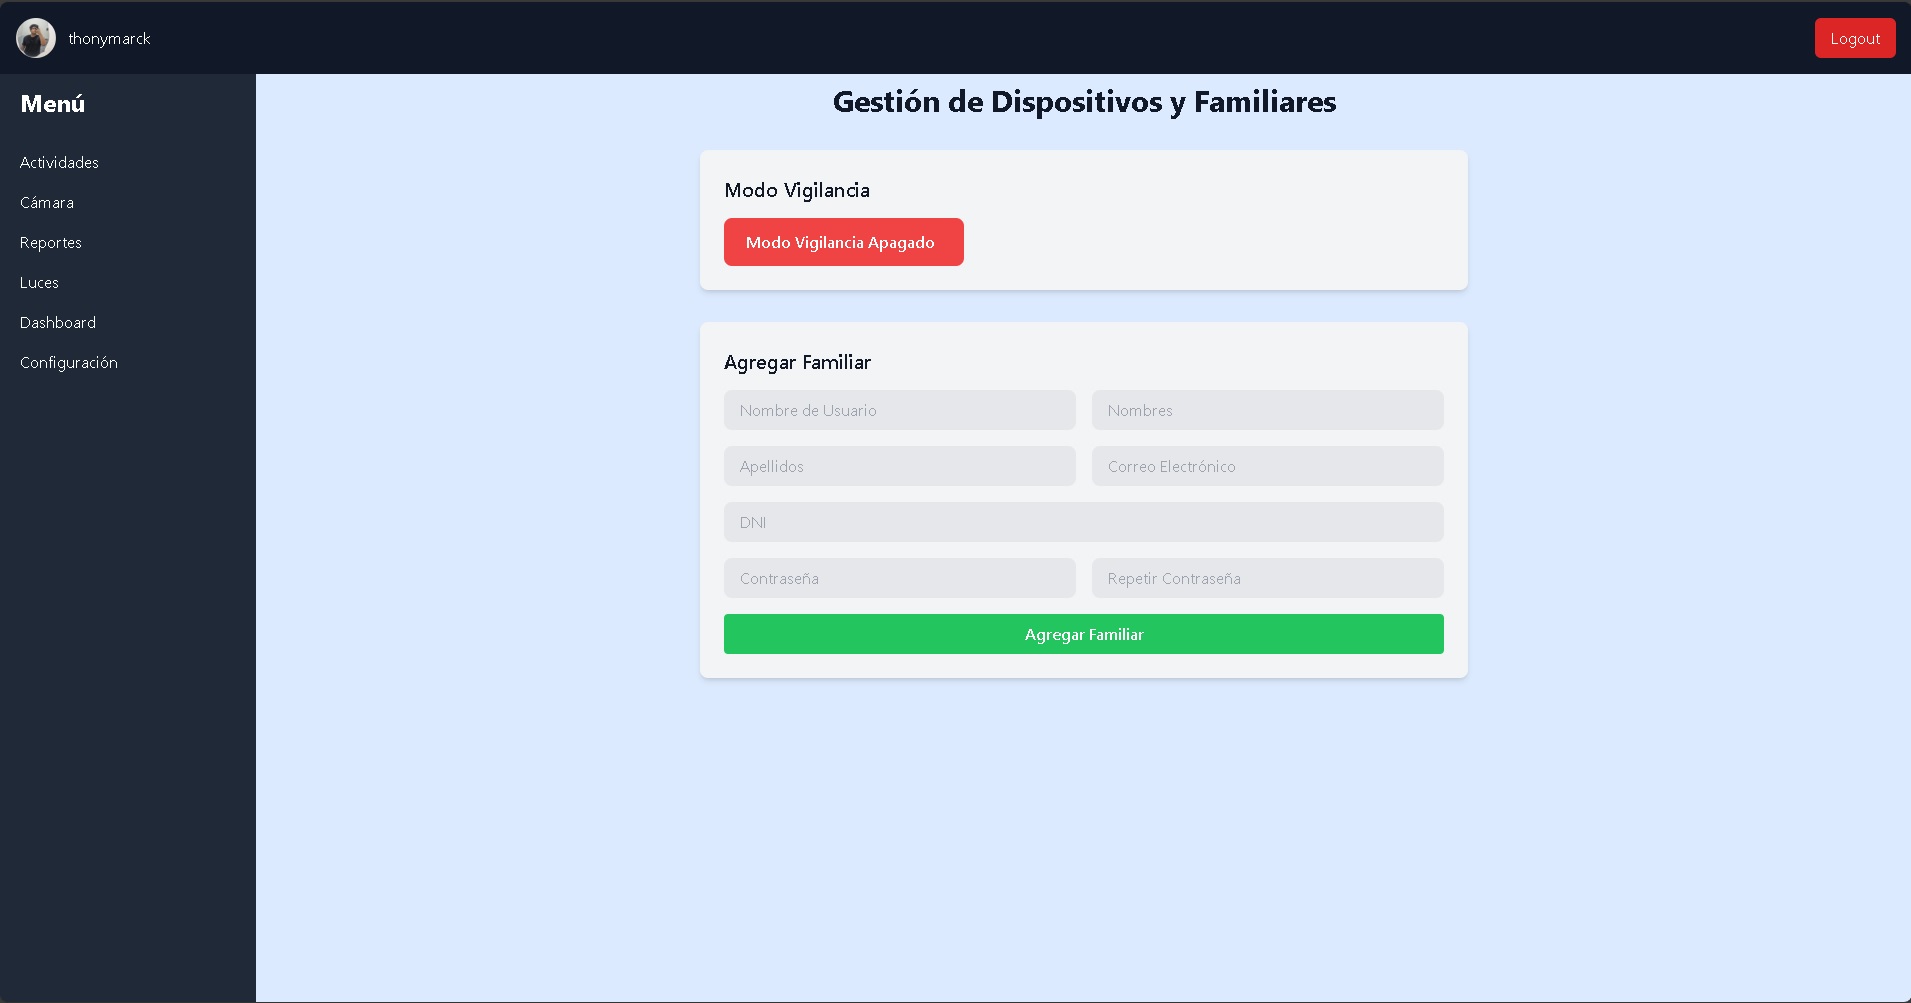 thonymarck
Logout
Menú
Actividades
Cámara
Reportes
Luces
Dashboard
Configuración
Gestión de Dispositivos y Familiares
Modo Vigilancia
Modo Vigilancia Apagado
Agregar Familiar
Nombre de Usuario
Nombres
Apellidos
Correo Electrónico
DNI
Contraseña
Repetir Contraseña
Agregar Familiar